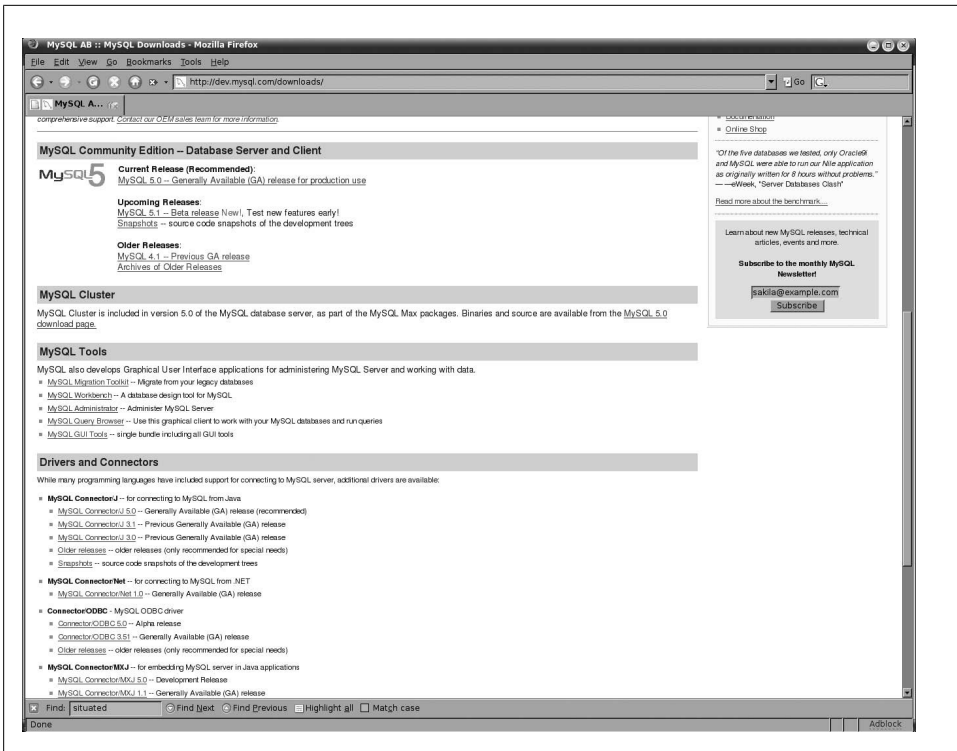 MySQL AB :: MySQL Downloads - Mozilla Firefox
File Edit View Go Bookmarks Tools Help
http://dev.mysql.com/downloads/
Go
G
MySQL A...
comprehensive support. Contact our OEM sales team for more information.
MySQL Community Edition -- Database Server and Client
MySQL 5
Current Release (Recommended):
MySQL 5.0 -- Generally Available (GA) release for production use
Upcoming Releases:
MySQL 5.1 -- Beta release New!, Test new features early!
Snapshots -- source code snapshots of the development trees
Older Releases:
MySQL 4.1 -- Previous GA release
Archives of Older Releases
MySQL Cluster
MySQL Cluster is included in version 5.0 of the MySQL database server, as part of the MySQL Max packages. Binaries and source are available from the MySQL 5.0
download page.
MySQL Tools
MySQL also develops Graphical User Interface applications for administering MySQL Server and working with data.
MySQL Migration Toolkit -- Migrate from your legacy databases
MySQL Workbench -- A database design tool for MySQL
MySQL Administrator -- Administer MySQL Server
MySQL Query Browser -- Use this graphical client to work with your MySQL databases and run queries
MySQL GUI Tools -- single bundle including all GUI tools
Drivers and Connectors
While many programming languages have included support for connecting to MySQL server, additional drivers are available:
MySQL Connector/J -- for connecting to MySQL from Java
MySQL Connector/J 5.0 -- Generally Available (GA) release (recommended)
MySQL Connector/J 3.1 -- Previous Generally Available (GA) release
MySQL Connector/J 3.0 -- Previous Generally Available (GA) release
Older releases -- older releases (only recommended for special needs)
Snapshots -- source code snapshots of the development trees
MySQL Connector/Net -- for connecting to MySQL from .NET
MySQL Connector/Net 1.0 -- Generally Available (GA) release
Connector/ODBC - MySQL ODBC driver
Connector/ODBC 5.0 -- Alpha release
Connector/ODBC 3.51 -- Generally Available (GA) release
Older releases -- older releases (only recommended for special needs)
MySQL Connector/MXJ -- for embedding MySQL server in Java applications
MySQL Connector/MXJ 5.0 -- Development Release
MySQL Connector/MXJ 1.1 -- Generally Available (GA) release
Documentation
Online Shop
"Of the five databases we tested, only Oracle9i
and MySQL were able to run our Nile application
as originally written for 8 hours without problems."
— —eWeek, "Server Databases Clash"
Read more about the benchmark...
Learn about new MySQL releases, technical
articles, events and more.
Subscribe to the monthly MySQL
Newsletter!
sakila@example.com
Subscribe
Find: situated Find Next Find Previous Highlight all Match case
Done
Adblock